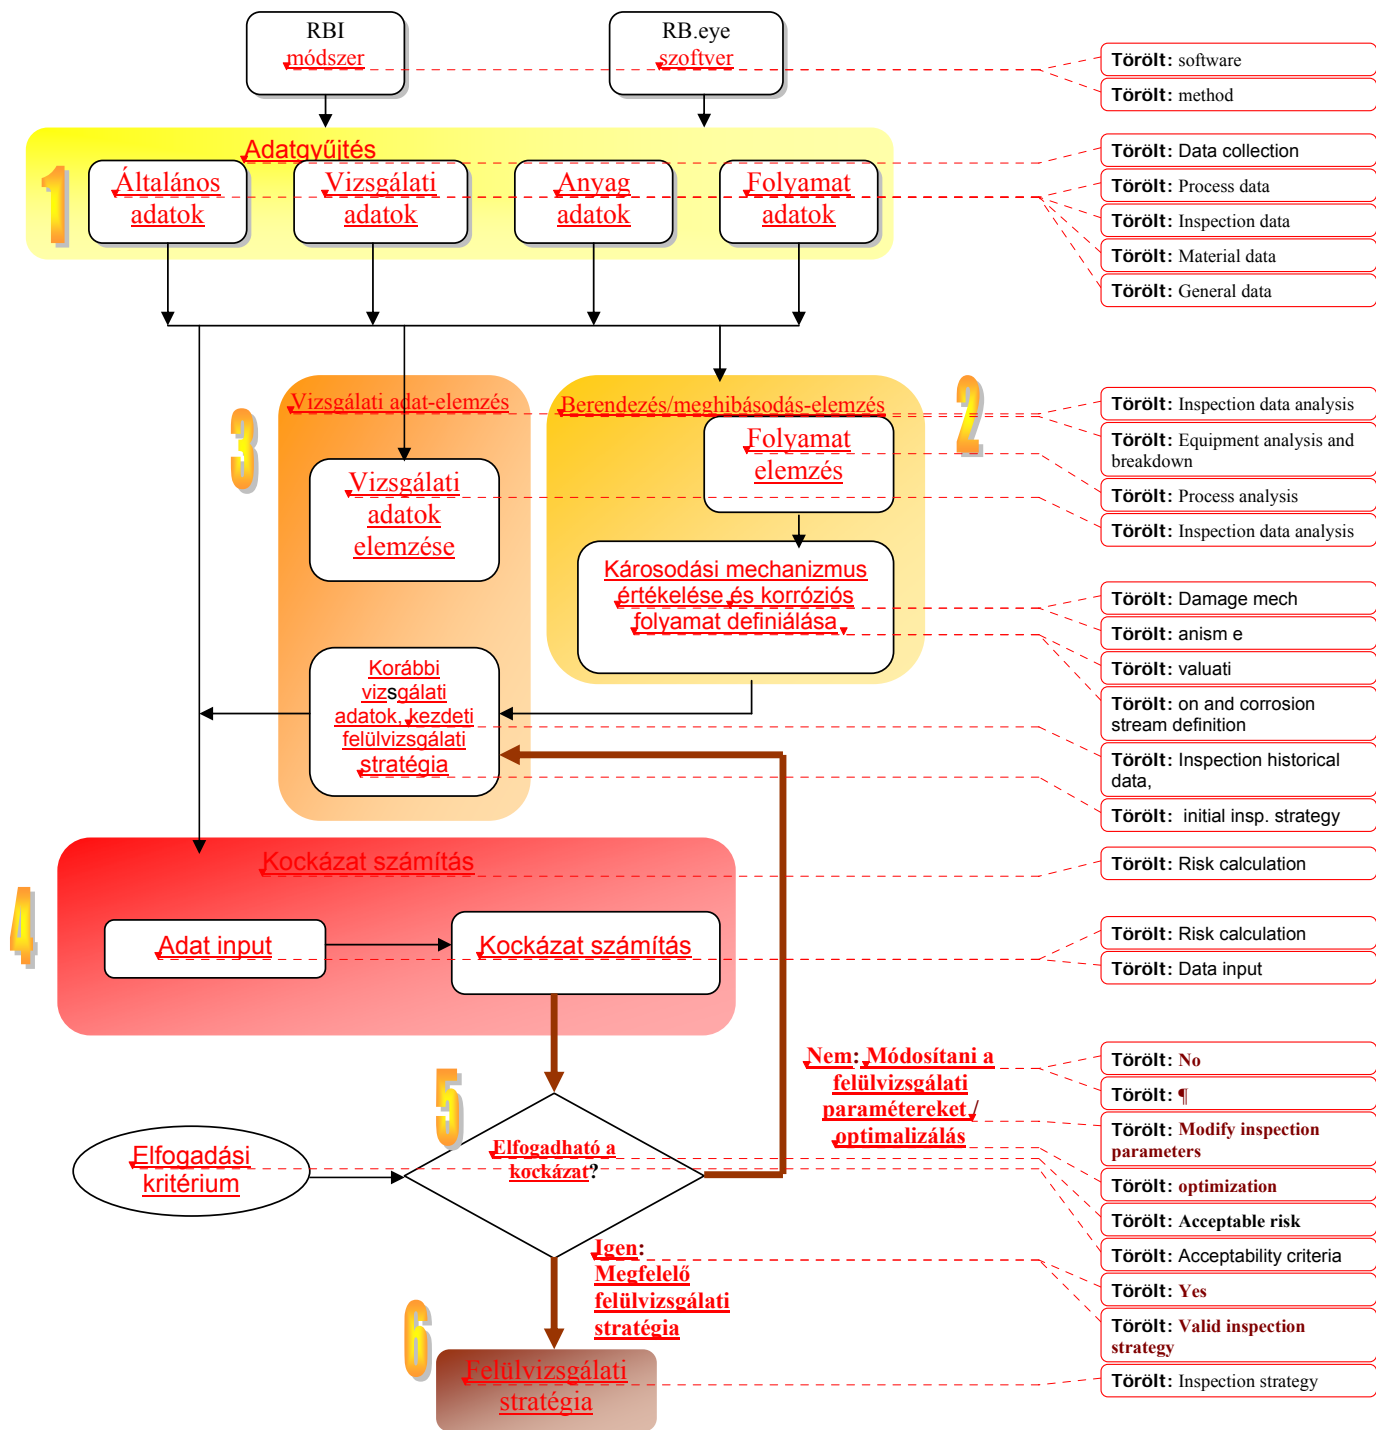 RBI
módszer
RB.eye
szoftver
Törölt: software
Törölt: method
Adatgyűjtés
1
Általános
adatok
Vizsgálati
adatok
Anyag
adatok
Folyamat
adatok
Törölt: Data collection
Törölt: Process data
Törölt: Inspection data
Törölt: Material data
Törölt: General data
3
Vizsgálati adat-elemzés
Vizsgálati
adatok
elemzése
Berendezés/meghibásodás-elemzés
2
Folyamat
elemzés
Károsodási mechanizmus
értékelése és korróziós
folyamat definiálása
Korábbi
vizsgálati
adatok, kezdeti
felülvizsgálati
stratégia
Törölt: Inspection data analysis
Törölt: Equipment analysis and
breakdown
Törölt: Process analysis
Törölt: Inspection data analysis
Törölt: Damage mech
Törölt: anism e
Törölt: valuati
Törölt: on and corrosion
stream definition
Törölt: Inspection historical
data,
Törölt: initial insp. strategy
4
Kockázat számítás
Adat input
Kockázat számítás
Törölt: Risk calculation
Törölt: Risk calculation
Törölt: Data input
5
Elfogadási
kritérium
Elfogadható a
kockázat?
Nem: Módosítani a
felülvizsgálati
paramétereket /
optimalizálás
Igen:
Megfelelő
felülvizsgálati
stratégia
Törölt: No
Törölt: ¶
Törölt: Modify inspection
parameters
Törölt: optimization
Törölt: Acceptable risk
Törölt: Acceptability criteria
Törölt: Yes
Törölt: Valid inspection
strategy
6
Felülvizsgálati
stratégia
Törölt: Inspection strategy